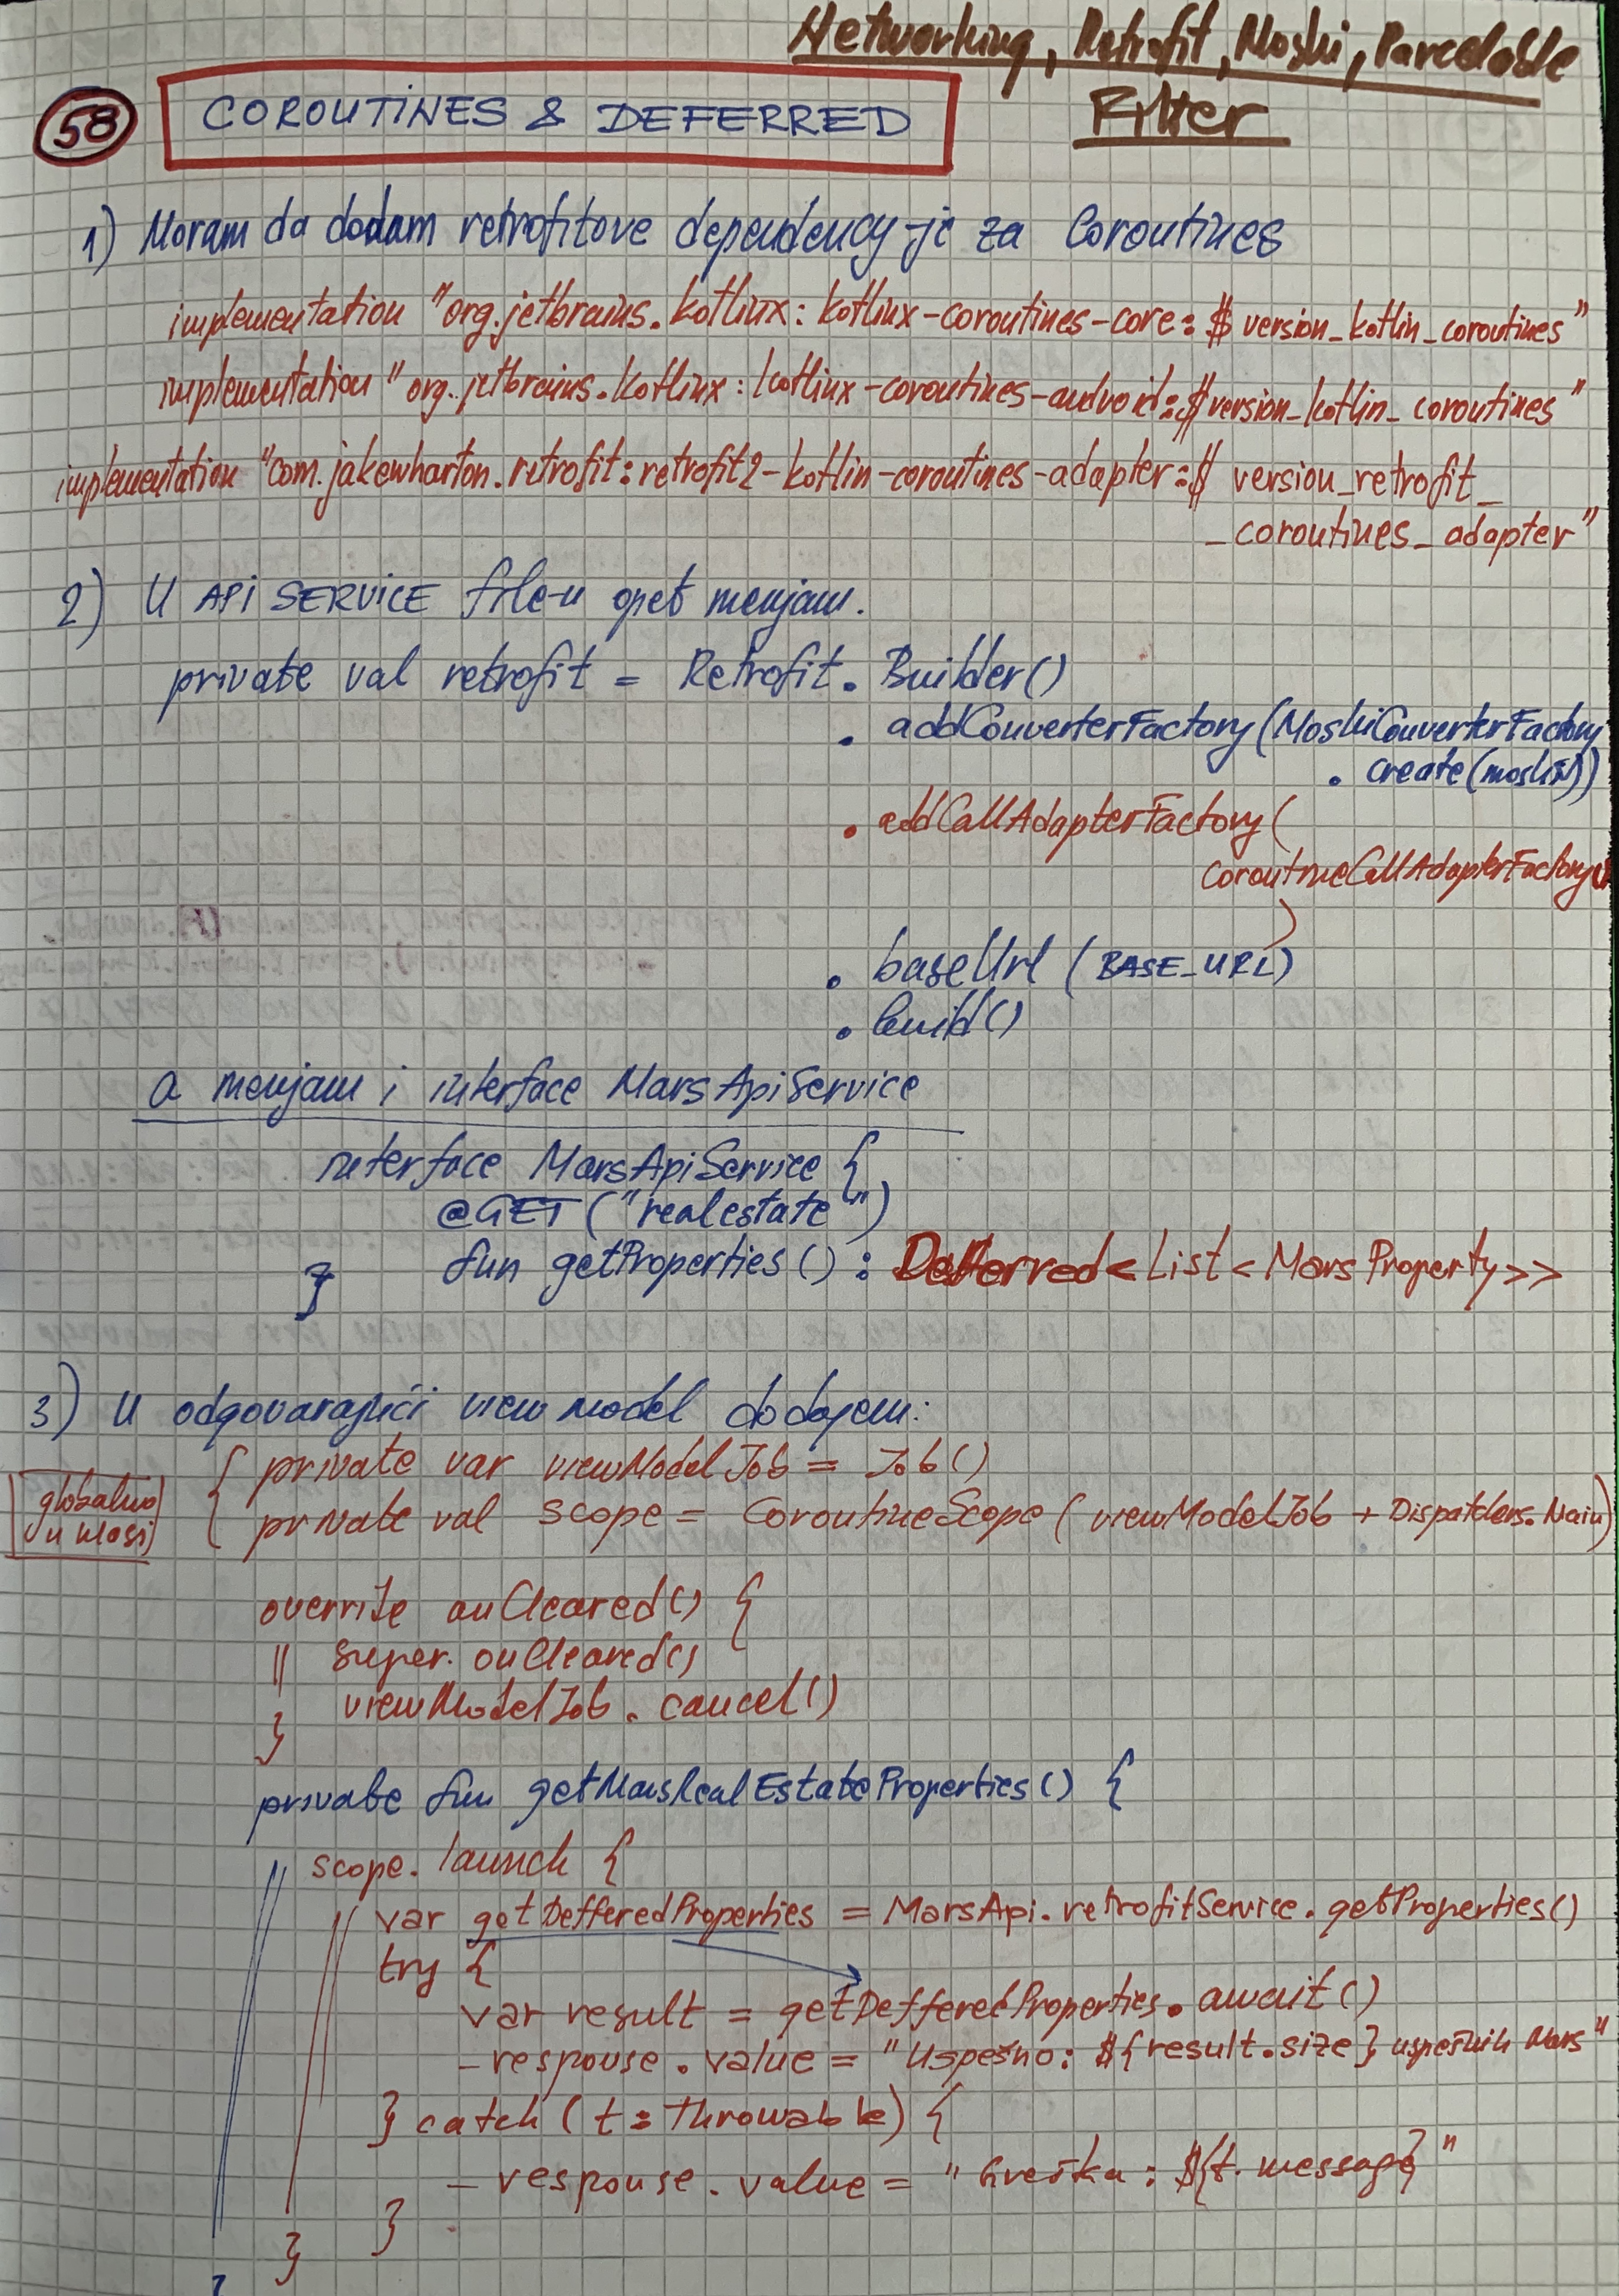 Networking, Retrofit, Moshi, Parcelable
Filter
58
COROUTINES & DEFERRED
1) Moram da dodam retrofitove dependency-je za Coroutines
implementation "org.jetbrains.kotlinx:kotlinx-coroutines-core:$version_kotlin_coroutines"
implementation "org.jetbrains.kotlinx:kotlinx-coroutines-android:$version_kotlin_coroutines"
implementation "com.jakewharton.retrofit:retrofit2-kotlin-coroutines-adapter:$version_retrofit_
_coroutines_adapter"
2) U API SERVICE file-u opet menjam.
private val retrofit = Retrofit.Builder()
.addConverterFactory(MoshiConverterFactory
.create(moshi))
.addCallAdapterFactory(
CoroutineCallAdapterFactory()
)
.baseUrl(BASE_URL)
.build()
a menjam i interface MarsApiService
interface MarsApiService {
@GET("realestate")
fun getProperties(): Deferred<List<MarsProperty>>
}
3) U odgovarajući view model dodajem:
globalno
u klasi
{ private var viewModelJob = Job()
private val scope = CoroutineScope(viewModelJob + Dispatchers.Main)
override onCleared() {
super.onCleared()
viewModelJob.cancel()
}
private fun getMarsRealEstateProperties() {
scope.launch {
var getDefferedProperties = MarsApi.retrofitService.getProperties()
try {
var result = getDefferedProperties.await()
_response.value = "Uspešno: ${result.size} uspešnih Mars"
} catch (t: Throwable) {
_response.value = "Greška: ${t.message}"
}
}
}